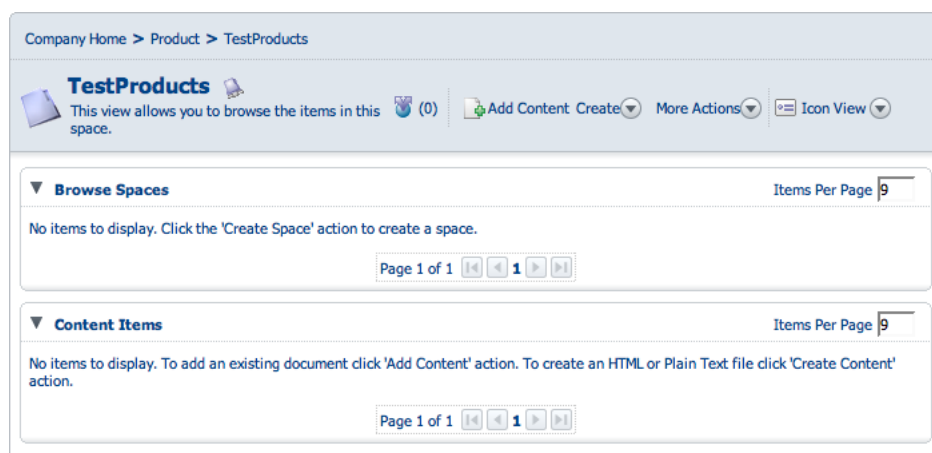 Company Home > Product > TestProducts
TestProducts
This view allows you to browse the items in this
space.
(0)
Add Content Create More Actions Icon View
Browse Spaces Items Per Page 9
No items to display. Click the 'Create Space' action to create a space.
Page 1 of 1 1
Content Items Items Per Page 9
No items to display. To add an existing document click 'Add Content' action. To create an HTML or Plain Text file click 'Create Content'
action.
Page 1 of 1 1